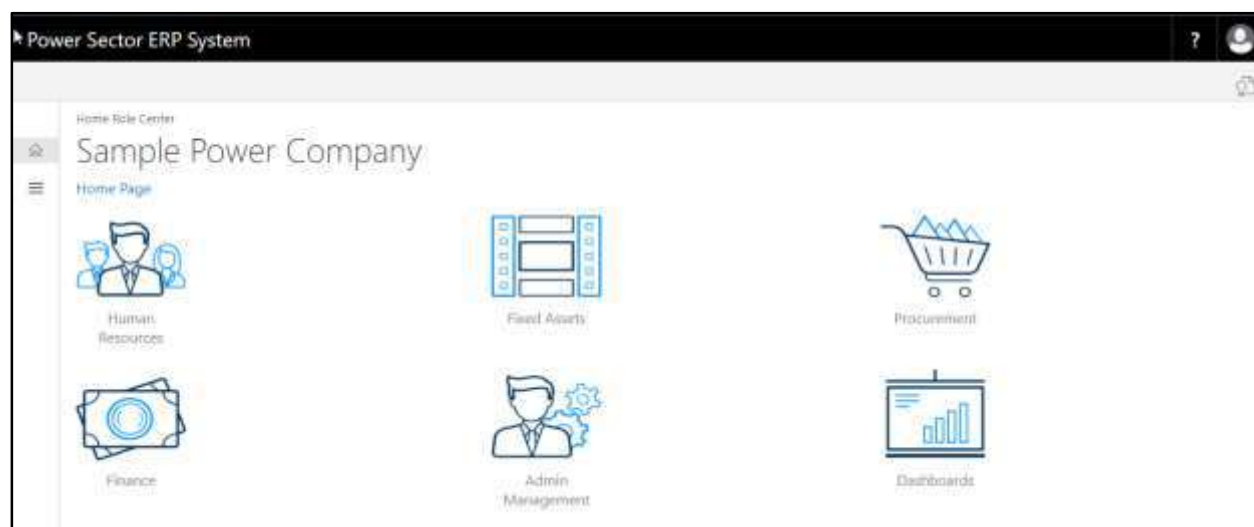 Power Sector ERP System
?
Home Role Center
Sample Power Company
Home Page
Human
Resources
Fixed Assets
Procurement
Finance
Admin
Management
Dashboards